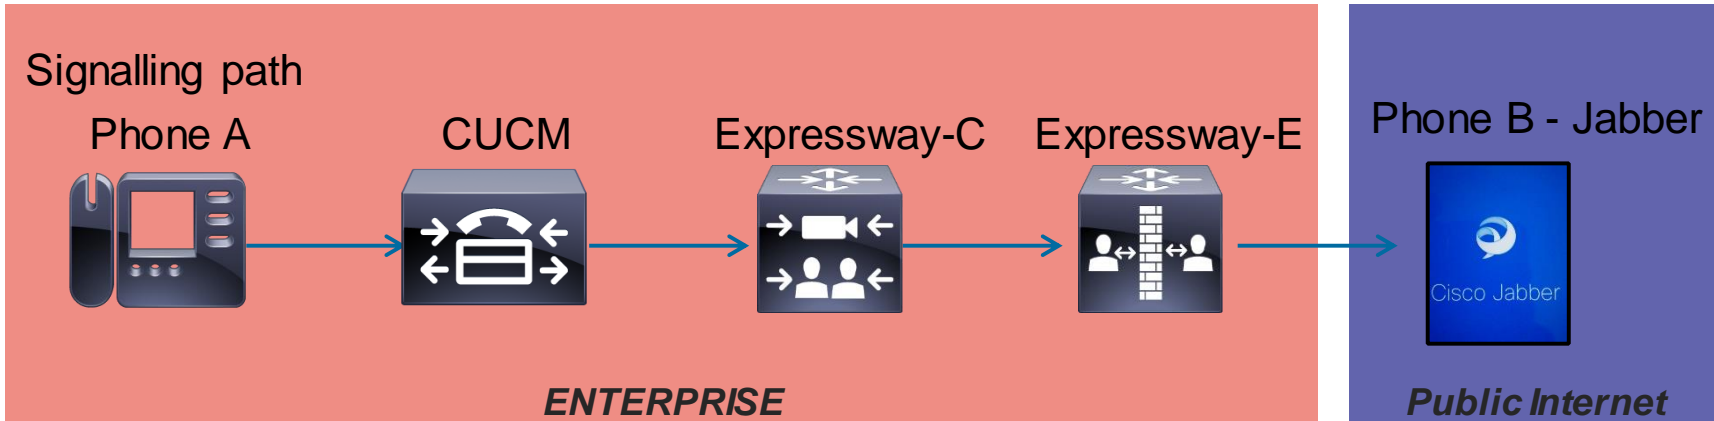 Signalling path
Phone A
CUCM
Expressway-C
Expressway-E
Phone B - Jabber
Cisco Jabber
ENTERPRISE
Public Internet